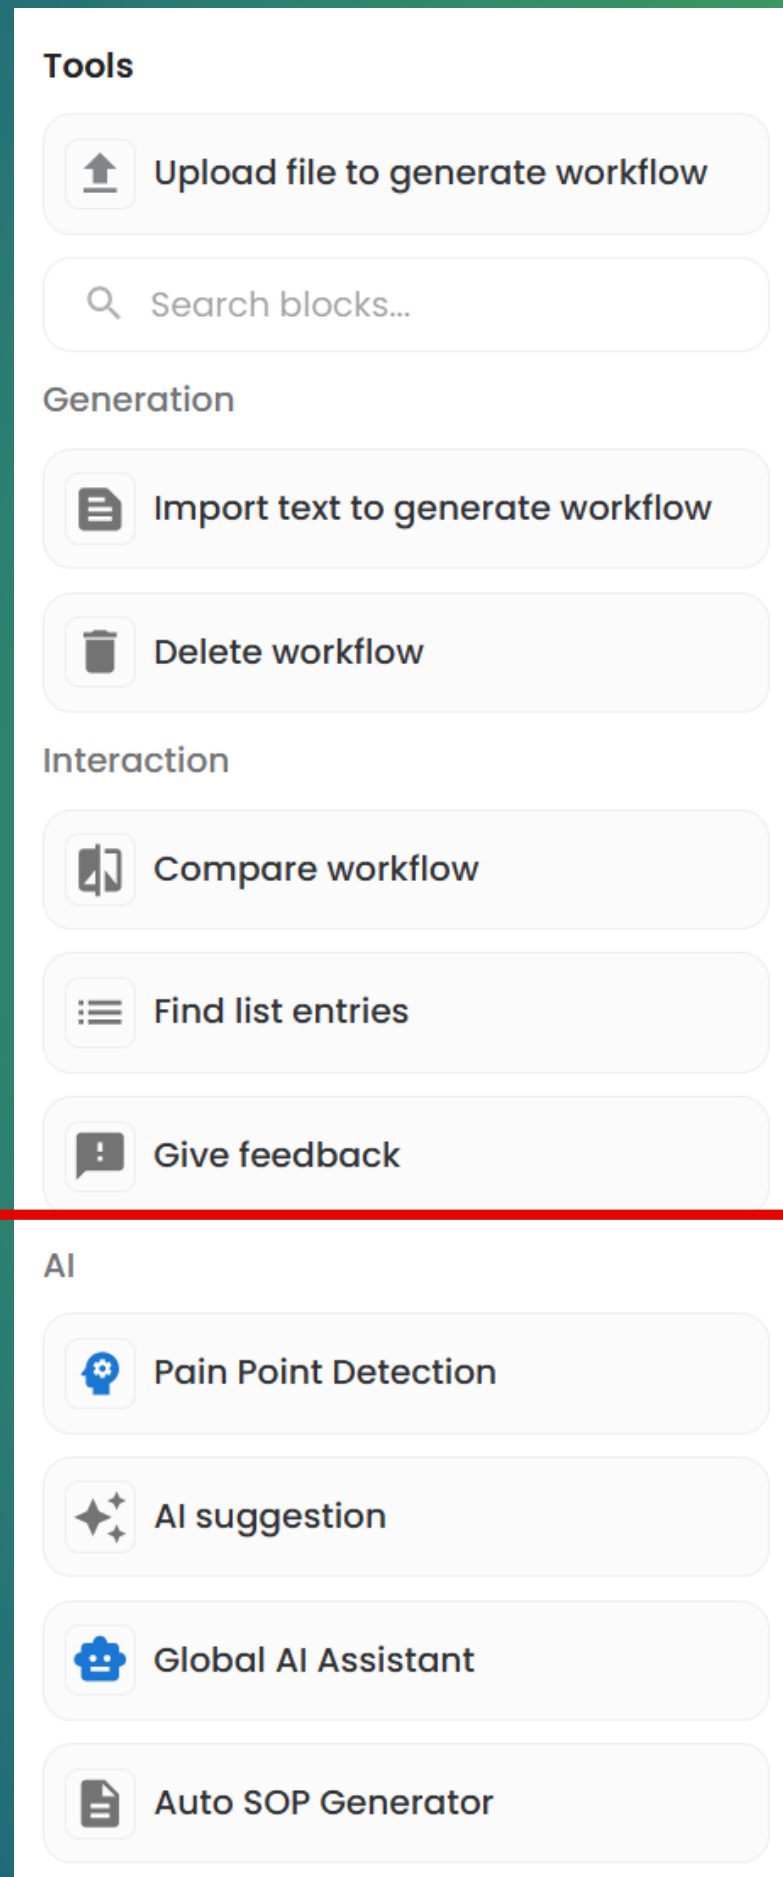 Tools
Upload file to generate workflow
Search blocks...
Generation
Import text to generate workflow
Delete workflow
Interaction
Compare workflow
Find list entries
Give feedback
AI
Pain Point Detection
AI suggestion
Global AI Assistant
Auto SOP Generator